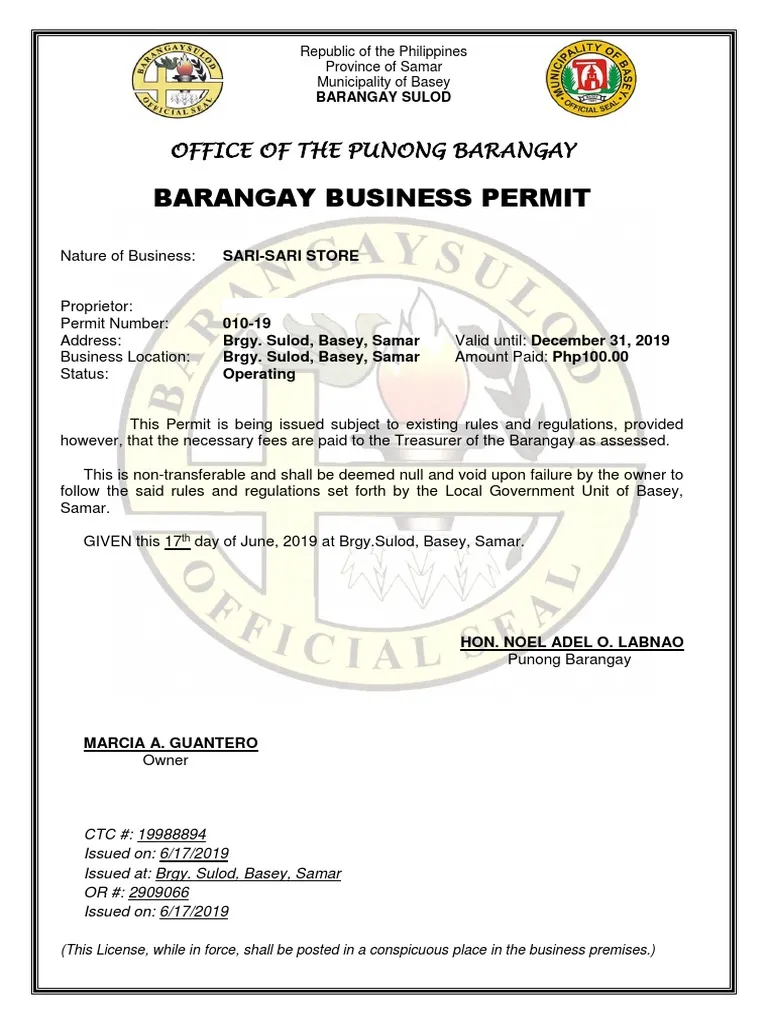 Republic of the Philippines
Province of Samar
Municipality of Basey
BARANGAY SULOD
BARANGAY SULOD
OFFICIAL SEAL
MUNICIPALITY OF BASEY
OFFICIAL SEAL
OFFICE OF THE PUNONG BARANGAY
BARANGAY BUSINESS PERMIT
BARANGAY SULOD
OFFICIAL SEAL
Nature of Business: SARI-SARI STORE
Proprietor:
Permit Number: 010-19
Address: Brgy. Sulod, Basey, Samar Valid until: December 31, 2019
Business Location: Brgy. Sulod, Basey, Samar Amount Paid: Php100.00
Status: Operating
This Permit is being issued subject to existing rules and regulations, provided
however, that the necessary fees are paid to the Treasurer of the Barangay as assessed.
This is non-transferable and shall be deemed null and void upon failure by the owner to
follow the said rules and regulations set forth by the Local Government Unit of Basey,
Samar.
GIVEN this 17th day of June, 2019 at Brgy.Sulod, Basey, Samar.
HON. NOEL ADEL O. LABNAO
Punong Barangay
MARCIA A. GUANTERO
Owner
CTC #: 19988894
Issued on: 6/17/2019
Issued at: Brgy. Sulod, Basey, Samar
OR #: 2909066
Issued on: 6/17/2019
(This License, while in force, shall be posted in a conspicuous place in the business premises.)